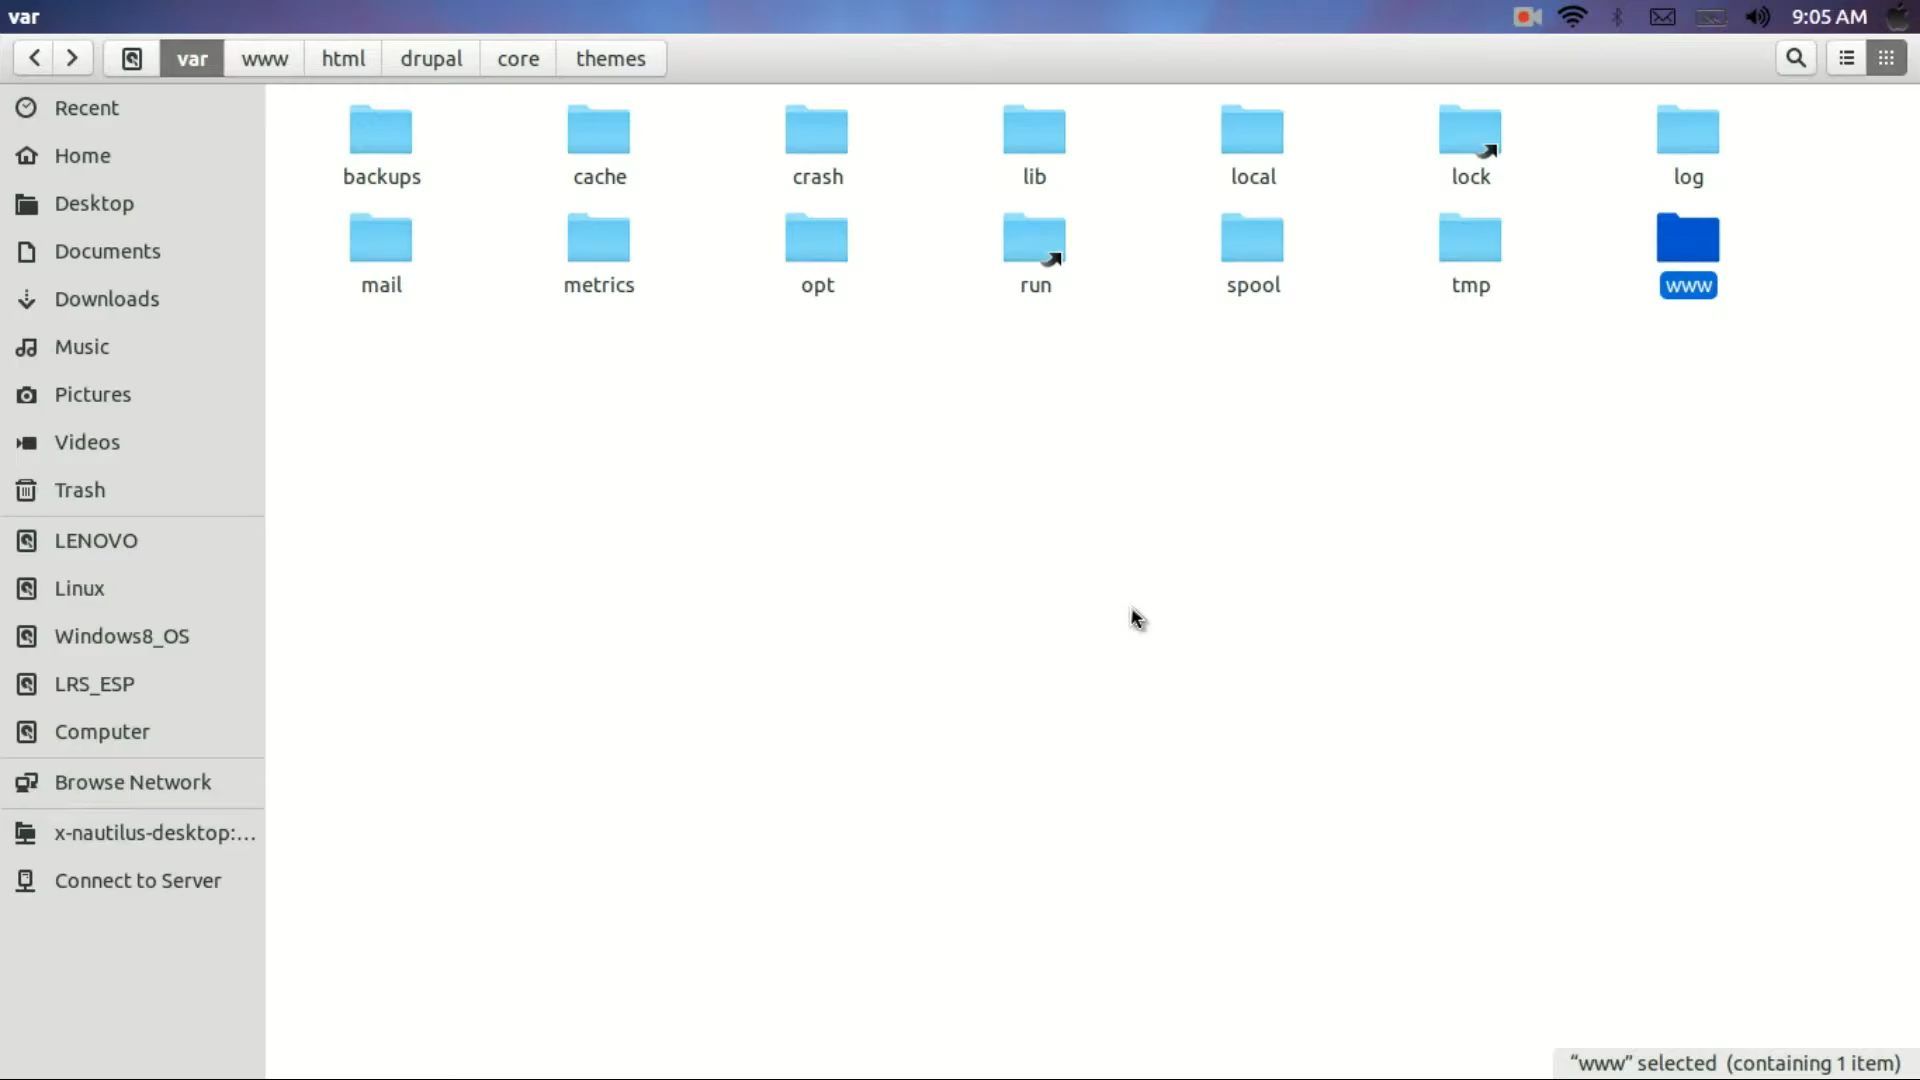 var
9:05 AM
var www html drupal core themes
Recent
Home
Desktop
Documents
Downloads
Music
Pictures
Videos
Trash
LENOVO
Linux
Windows8_OS
LRS_ESP
Computer
Browse Network
x-nautilus-desktop:...
Connect to Server
backups cache crash lib local lock log
mail metrics opt run spool tmp www
“www” selected (containing 1 item)